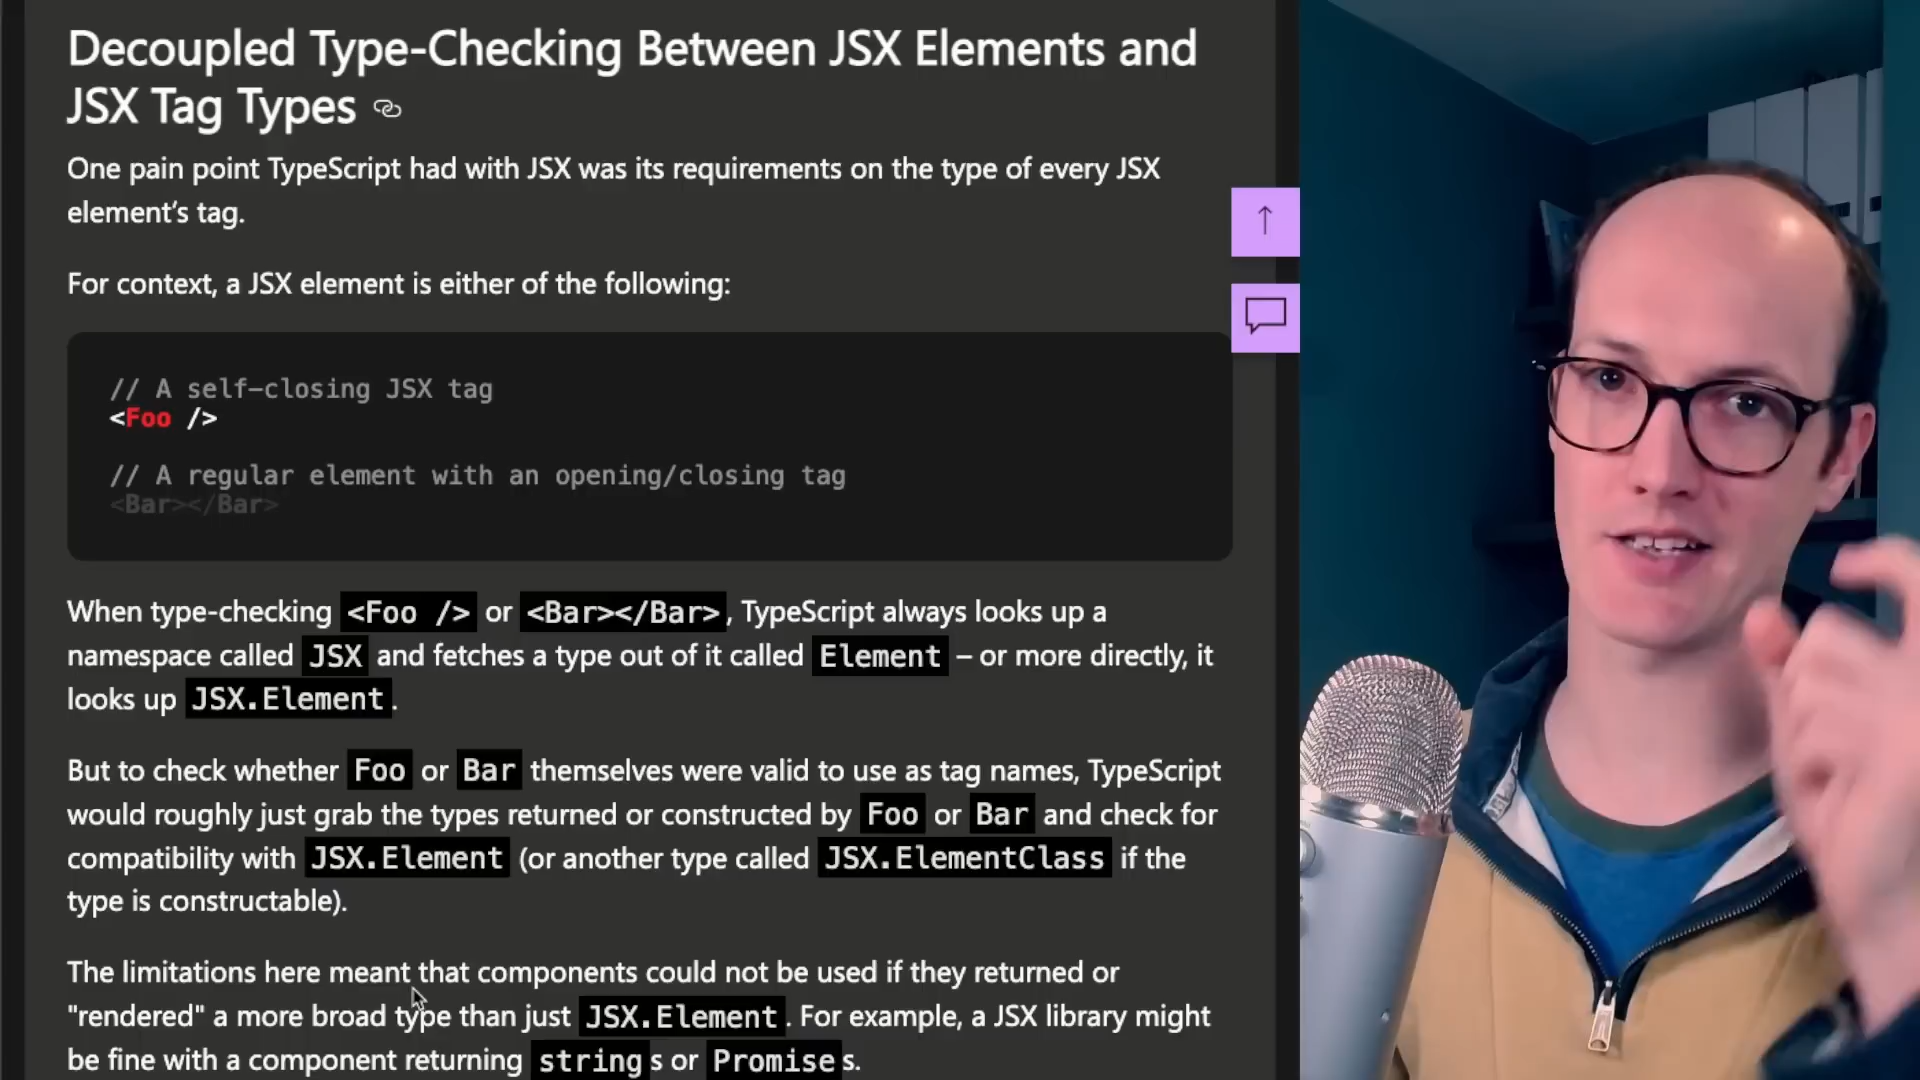 Decoupled Type-Checking Between JSX Elements and
JSX Tag Types
One pain point TypeScript had with JSX was its requirements on the type of every JSX
element’s tag.
For context, a JSX element is either of the following:
// A self-closing JSX tag
<Foo />
// A regular element with an opening/closing tag
<Bar></Bar>
When type-checking <Foo /> or <Bar></Bar>, TypeScript always looks up a
namespace called JSX and fetches a type out of it called Element – or more directly, it
looks up JSX.Element.
But to check whether Foo or Bar themselves were valid to use as tag names, TypeScript
would roughly just grab the types returned or constructed by Foo or Bar and check for
compatibility with JSX.Element (or another type called JSX.ElementClass if the
type is constructable).
The limitations here meant that components could not be used if they returned or
"rendered" a more broad type than just JSX.Element. For example, a JSX library might
be fine with a component returning strings or Promises.